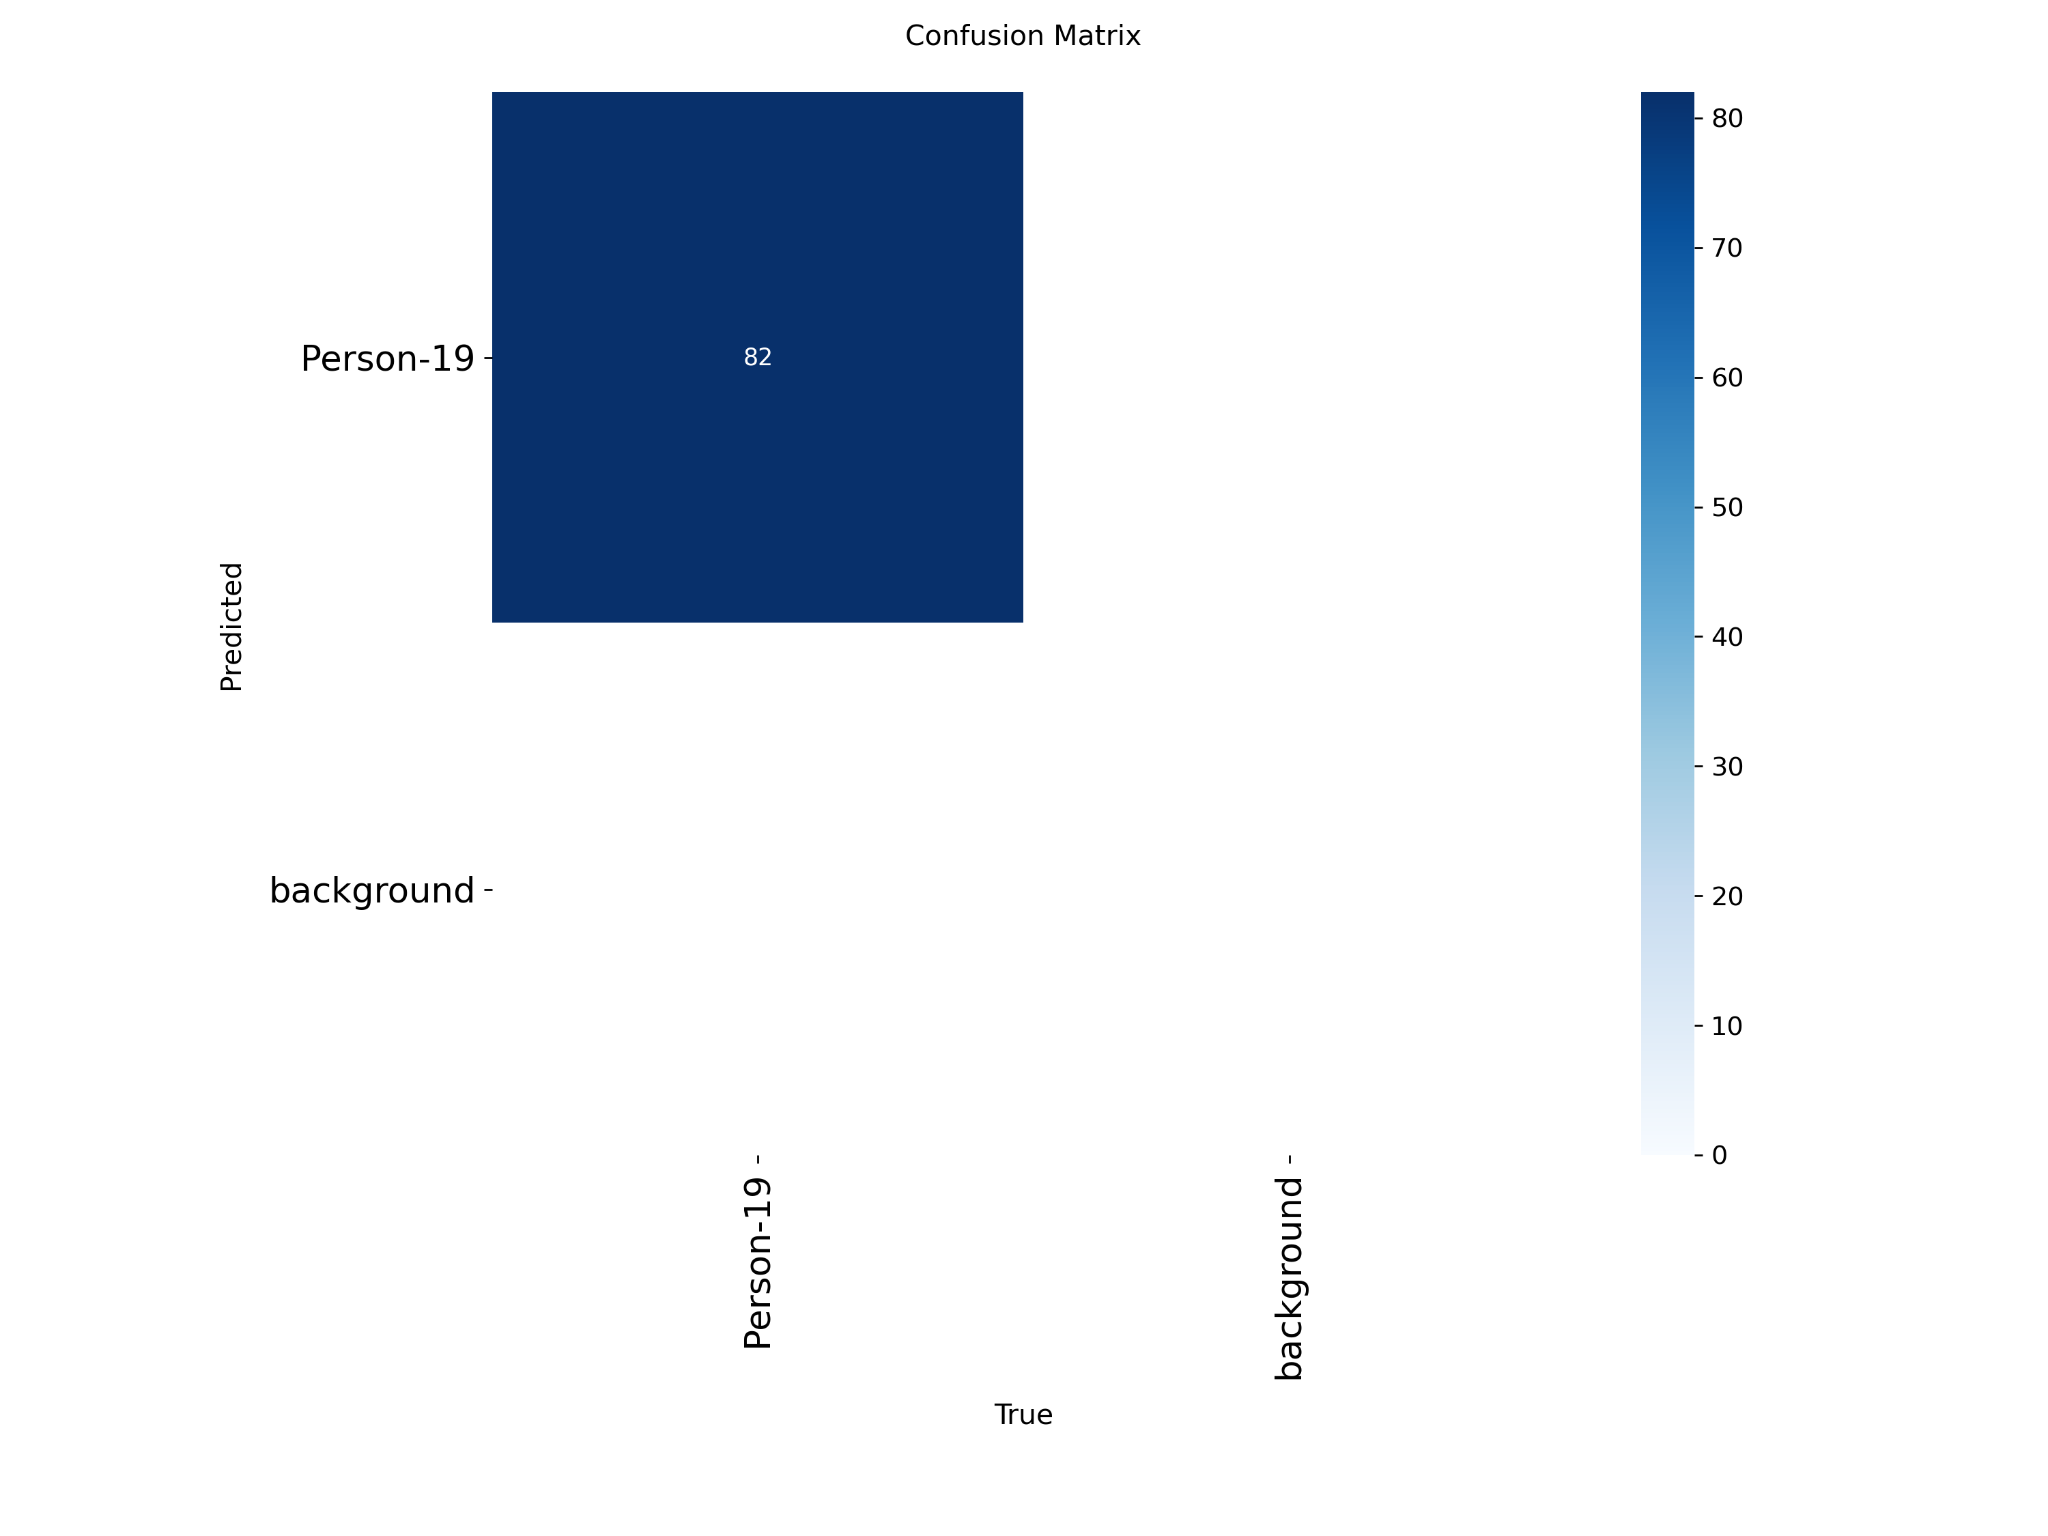 Confusion Matrix
Person-19
82
background
Predicted
Person-19
background
True
80
70
60
50
40
30
20
10
0